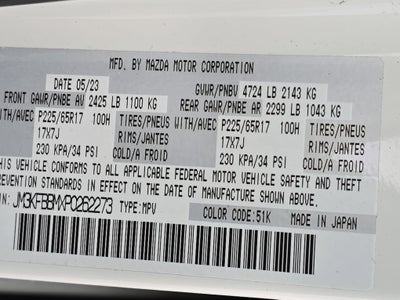 MFD. BY MAZDA MOTOR CORPORATION
DATE 05/23
GVWR/PNBV 4724 LB 2143 KG
FRONT GAWR/PNBE AV 2425 LB 1100 KG
REAR GAWR/PNBE AR 2299 LB 1043 KG
WITH/AVEC P225/65R17 100H TIRES/PNEUS WITH/AVEC P225/65R17 100H TIRES/PNEUS
17X7J RIMS/JANTES 17X7J RIMS/JANTES
230 KPA/34 PSI COLD/A FROID 230 KPA/34 PSI COLD/A FROID
THIS VEHICLE CONFORMS TO ALL APPLICABLE FEDERAL MOTOR VEHICLE SAFETY AND THEFT
PREVENTION STANDARDS IN EFFECT ON THE DATE OF MANUFACTURE SHOWN ABOVE.
JM3KFBBMXP0262273 TYPE: MPV COLOR CODE: 51K MADE IN JAPAN